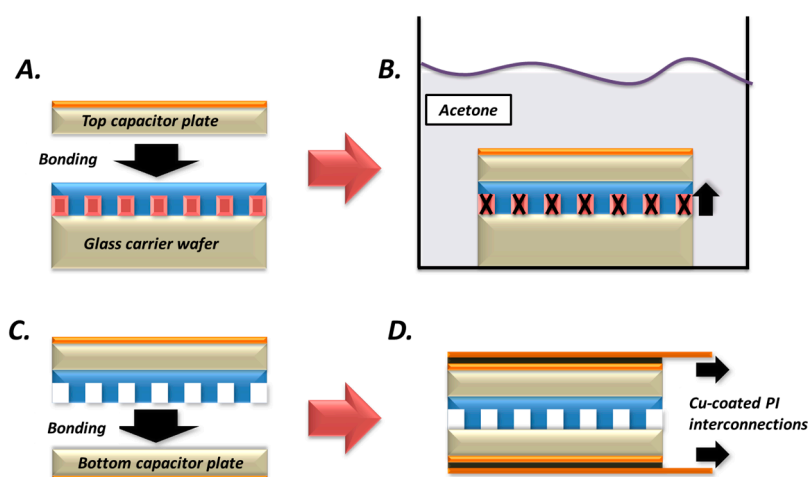 A.
Top capacitor plate
Bonding
Glass carrier wafer
B.
Acetone
C.
Bonding
Bottom capacitor plate
D.
Cu-coated PI
interconnections